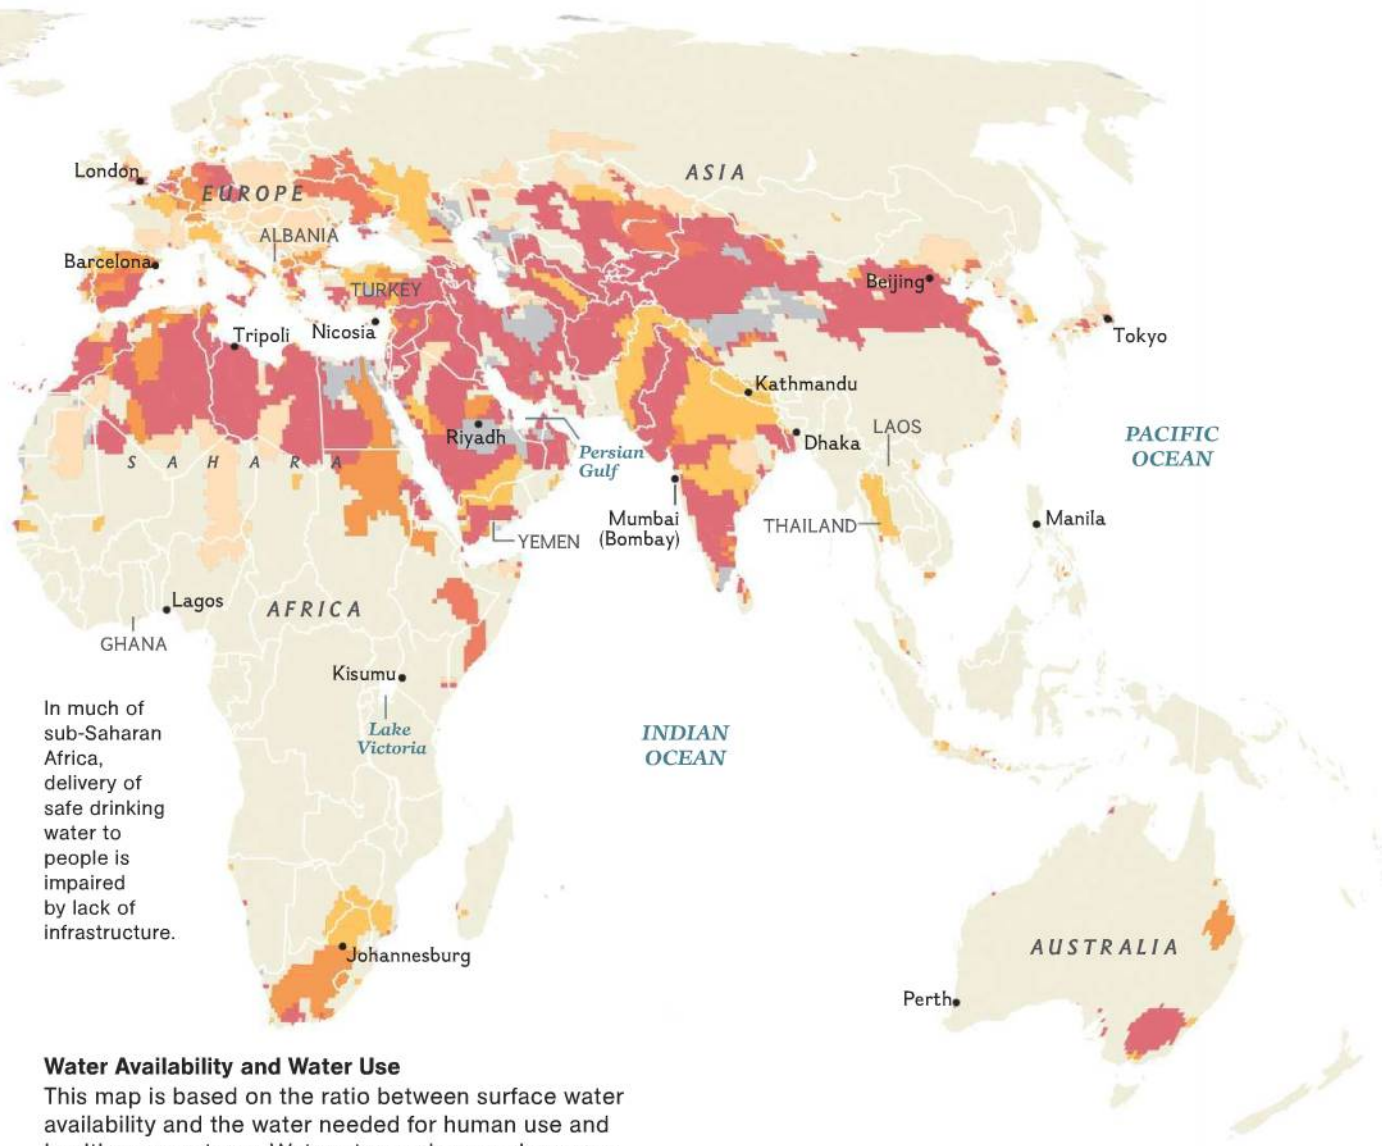 ASIA
London
EUROPE
ALBANIA
Barcelona
TURKEY
Beijing
Tripoli
Nicosia
Tokyo
Kathmandu
Riyadh
Persian
Gulf
Dhaka
LAOS
PACIFIC
OCEAN
SAHARA
Mumbai
(Bombay)
THAILAND
Manila
YEMEN
Lagos
AFRICA
GHANA
Kisumu
Lake
Victoria
INDIAN
OCEAN
In much of
sub-Saharan
Africa,
delivery of
safe drinking
water to
people is
impaired
by lack of
infrastructure.
Johannesburg
AUSTRALIA
Perth
Water Availability and Water Use
This map is based on the ratio between surface water
availability and the water needed for human use and